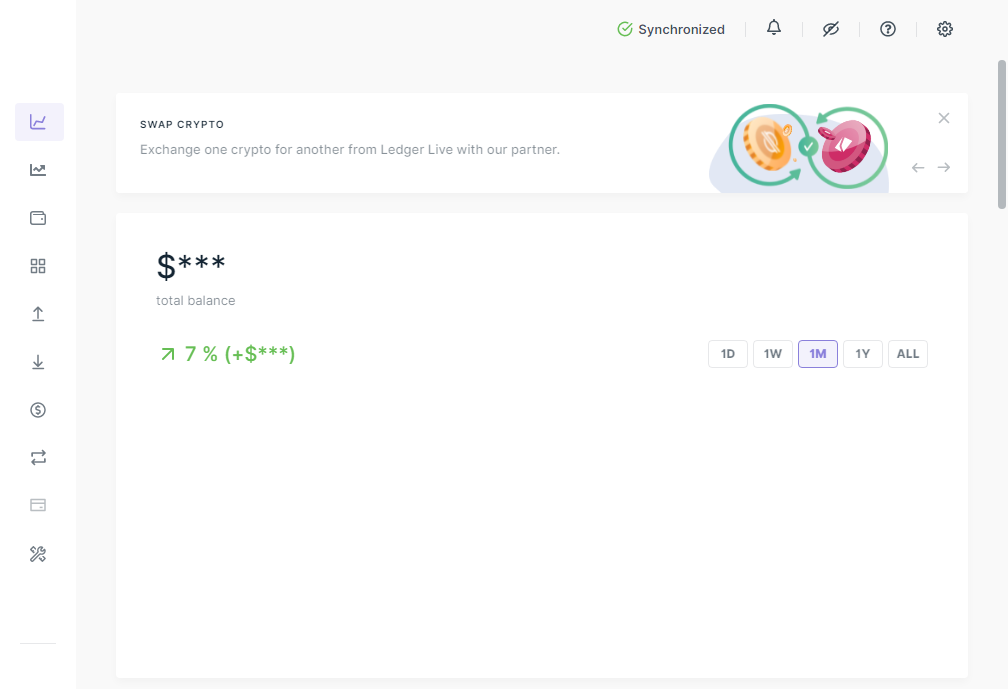 Synchronized
SWAP CRYPTO
Exchange one crypto for another from Ledger Live with our partner.
$***
total balance
7 % (+$***)
1D 1W 1M 1Y ALL